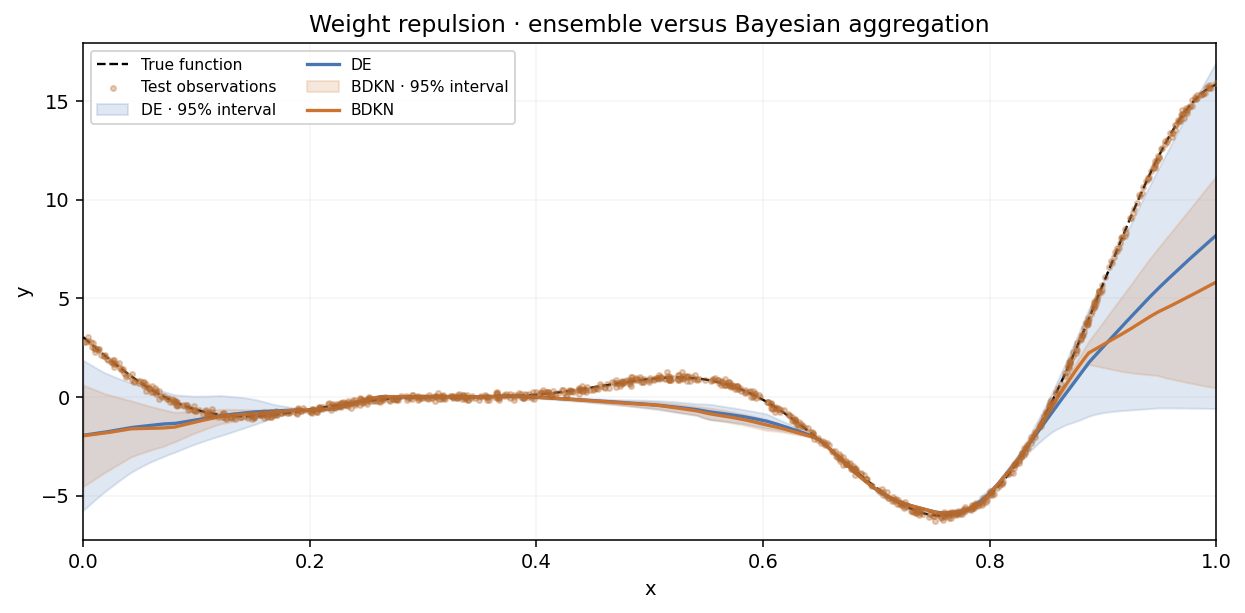 Weight repulsion · ensemble versus Bayesian aggregation
True function
Test observations
DE · 95% interval
DE
BDKN · 95% interval
BDKN
15
10
5
0
−5
y
0.0
0.2
0.4
0.6
0.8
1.0
x